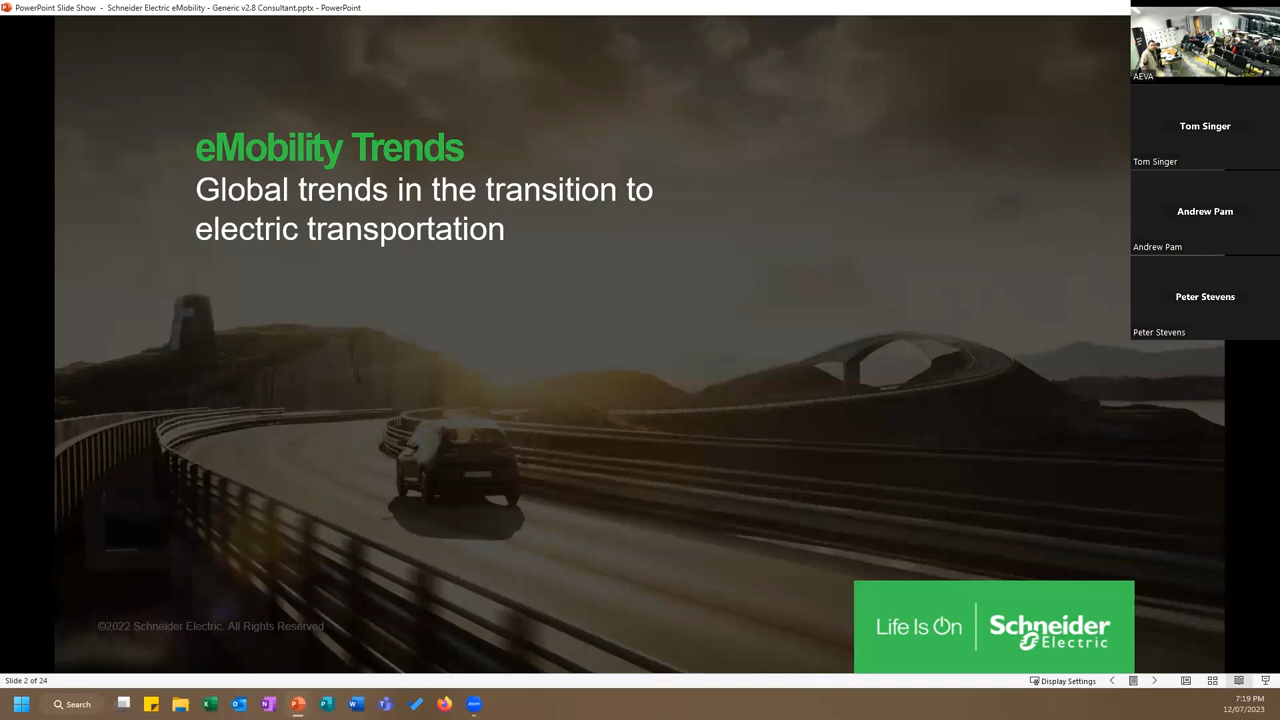 PowerPoint Slide Show - Schneider Electric eMobility - Generic v2.8 Consultant.pptx - PowerPoint
AEVA
Tom Singer
Tom Singer
Andrew Pam
Andrew Pam
Peter Stevens
Peter Stevens
eMobility Trends
Global trends in the transition to
electric transportation
©2022 Schneider Electric. All Rights Reserved
Life Is On
Schneider
Electric
Slide 2 of 24
Display Settings
Search
7:19 PM
12/07/2023